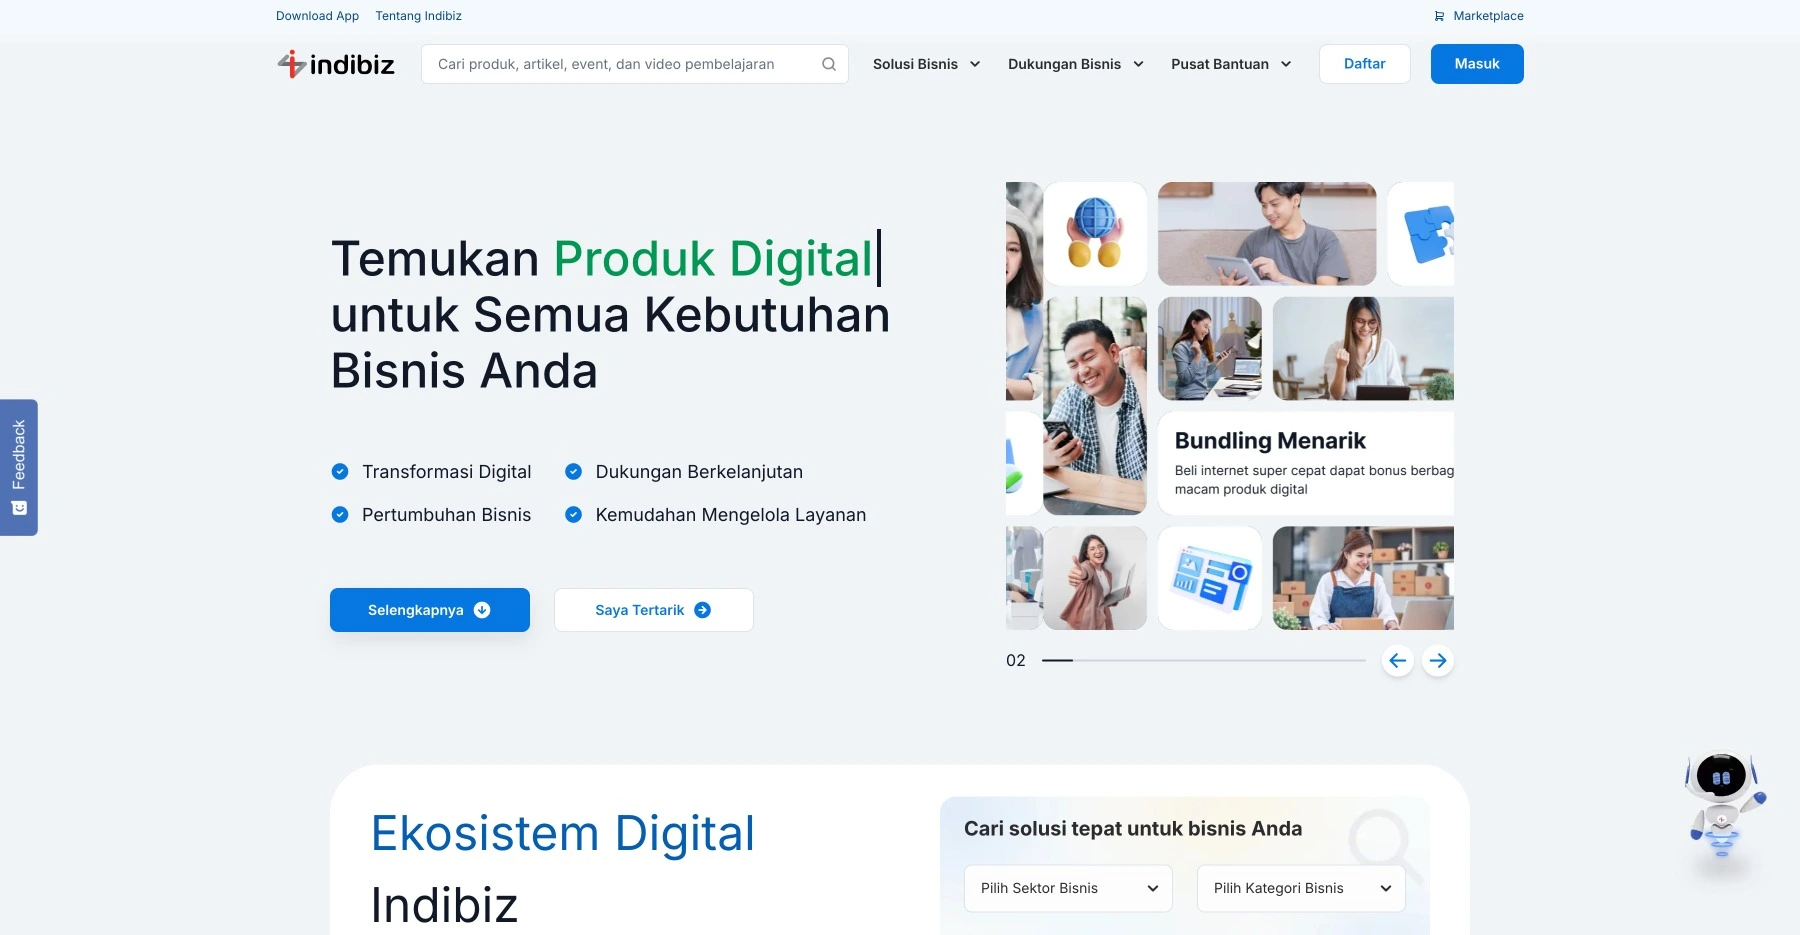 Download App
Tentang Indibiz
Marketplace
indibiz
Cari produk, artikel, event, dan video pembelajaran
Solusi Bisnis
Dukungan Bisnis
Pusat Bantuan
Daftar
Masuk
Temukan Produk Digital
untuk Semua Kebutuhan
Bisnis Anda
Transformasi Digital
Dukungan Berkelanjutan
Pertumbuhan Bisnis
Kemudahan Mengelola Layanan
Selengkapnya
Saya Tertarik
Bundling Menarik
Beli internet super cepat dapat bonus berbag
macam produk digital
02
Feedback
Ekosistem Digital
Indibiz
Cari solusi tepat untuk bisnis Anda
Pilih Sektor Bisnis
Pilih Kategori Bisnis